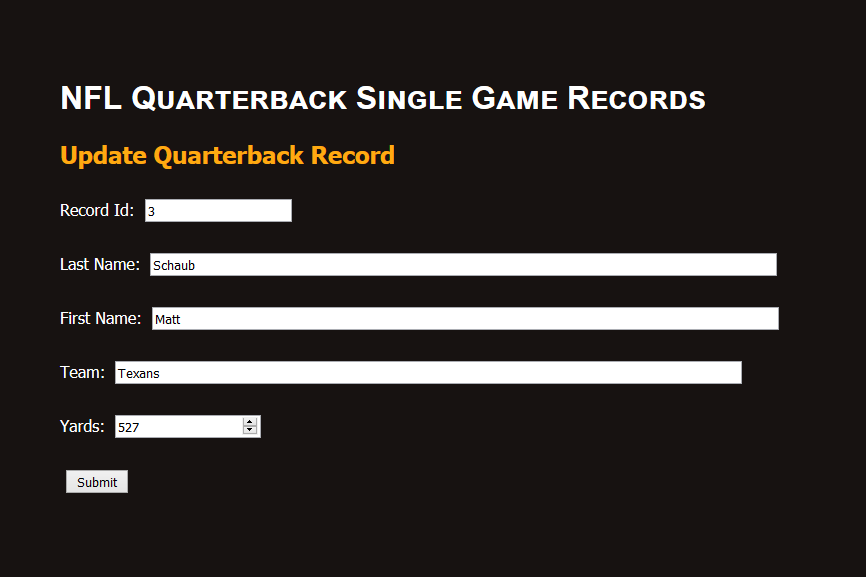 NFL Quarterback Single Game Records
Update Quarterback Record
Record Id: 3
Last Name: Schaub
First Name: Matt
Team: Texans
Yards: 527
Submit